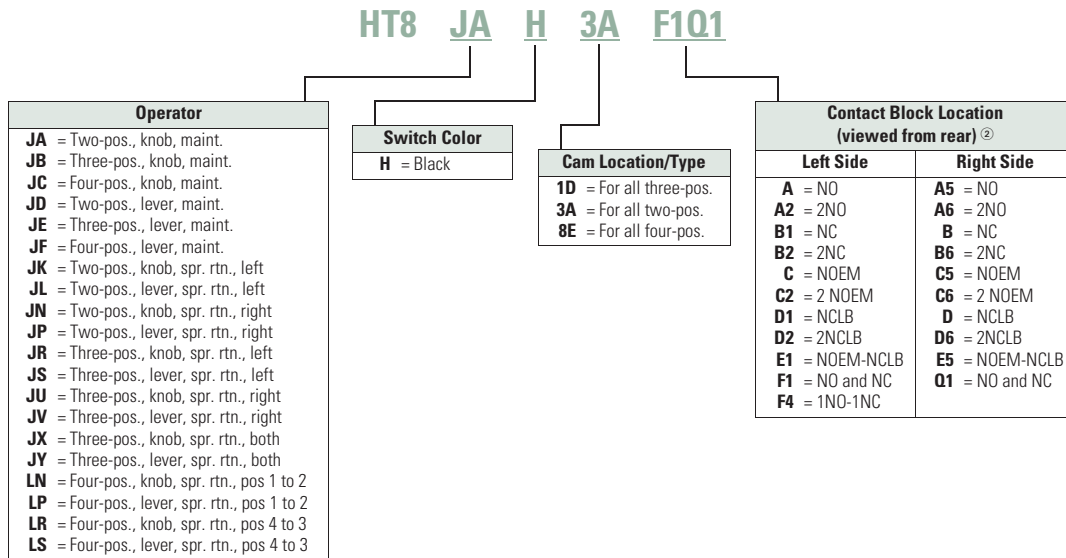 HT8 JA H 3A F1Q1
Operator
JA = Two-pos., knob, maint.
JB = Three-pos., knob, maint.
JC = Four-pos., knob, maint.
JD = Two-pos., lever, maint.
JE = Three-pos., lever, maint.
JF = Four-pos., lever, maint.
JK = Two-pos., knob, spr. rtn., left
JL = Two-pos., lever, spr. rtn., left
JN = Two-pos., knob, spr. rtn., right
JP = Two-pos., lever, spr. rtn., right
JR = Three-pos., knob, spr. rtn., left
JS = Three-pos., lever, spr. rtn., left
JU = Three-pos., knob, spr. rtn., right
JV = Three-pos., lever, spr. rtn., right
JX = Three-pos., knob, spr. rtn., both
JY = Three-pos., lever, spr. rtn., both
LN = Four-pos., knob, spr. rtn., pos 1 to 2
LP = Four-pos., lever, spr. rtn., pos 1 to 2
LR = Four-pos., knob, spr. rtn., pos 4 to 3
LS = Four-pos., lever, spr. rtn., pos 4 to 3
Switch Color
H = Black
Cam Location/Type
1D = For all three-pos.
3A = For all two-pos.
8E = For all four-pos.
Contact Block Location
(viewed from rear) ②
Left Side
A = NO
A2 = 2NO
B1 = NC
B2 = 2NC
C = NOEM
C2 = 2 NOEM
D1 = NCLB
D2 = 2NCLB
E1 = NOEM-NCLB
F1 = NO and NC
F4 = 1NO-1NC
Right Side
A5 = NO
A6 = 2NO
B = NC
B6 = 2NC
C5 = NOEM
C6 = 2 NOEM
D = NCLB
D6 = 2NCLB
E5 = NOEM-NCLB
Q1 = NO and NC